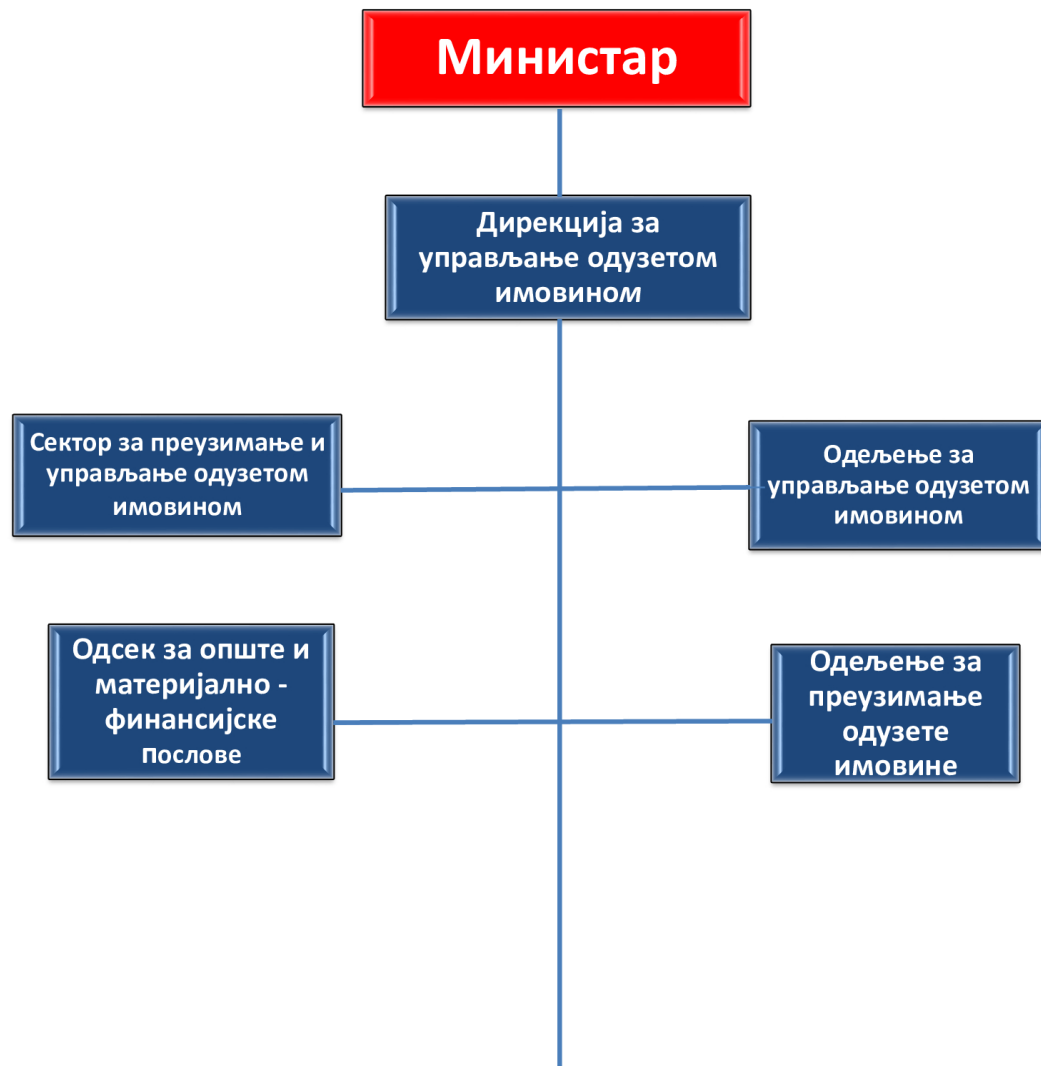 Министар
Дирекција за
управљање одузетом
имовином
Сектор за преузимање и
управљање одузетом
имовином
Одељење за
управљање одузетом
имовином
Одсек за опште и
материјално -
финансијске
послове
Одељење за
преузимање
одузете
имовине